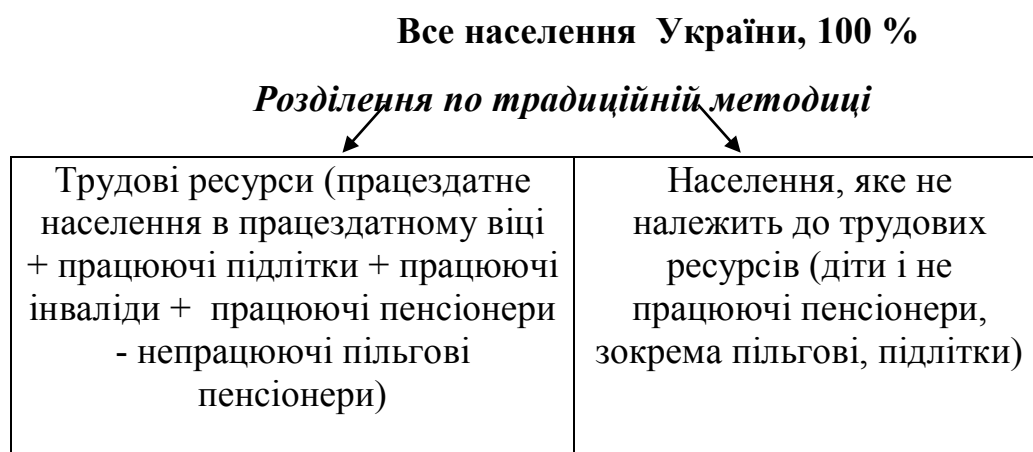 Все населення України, 100 %
Розділення по традиційній методиці
Трудові ресурси (працездатне
населення в працездатному віці
+ працюючі підлітки + працюючі
інваліди + працюючі пенсіонери
- непрацюючі пільгові
пенсіонери)
Населення, яке не
належить до трудових
ресурсів (діти і не
працюючі пенсіонери,
зокрема пільгові, підлітки)